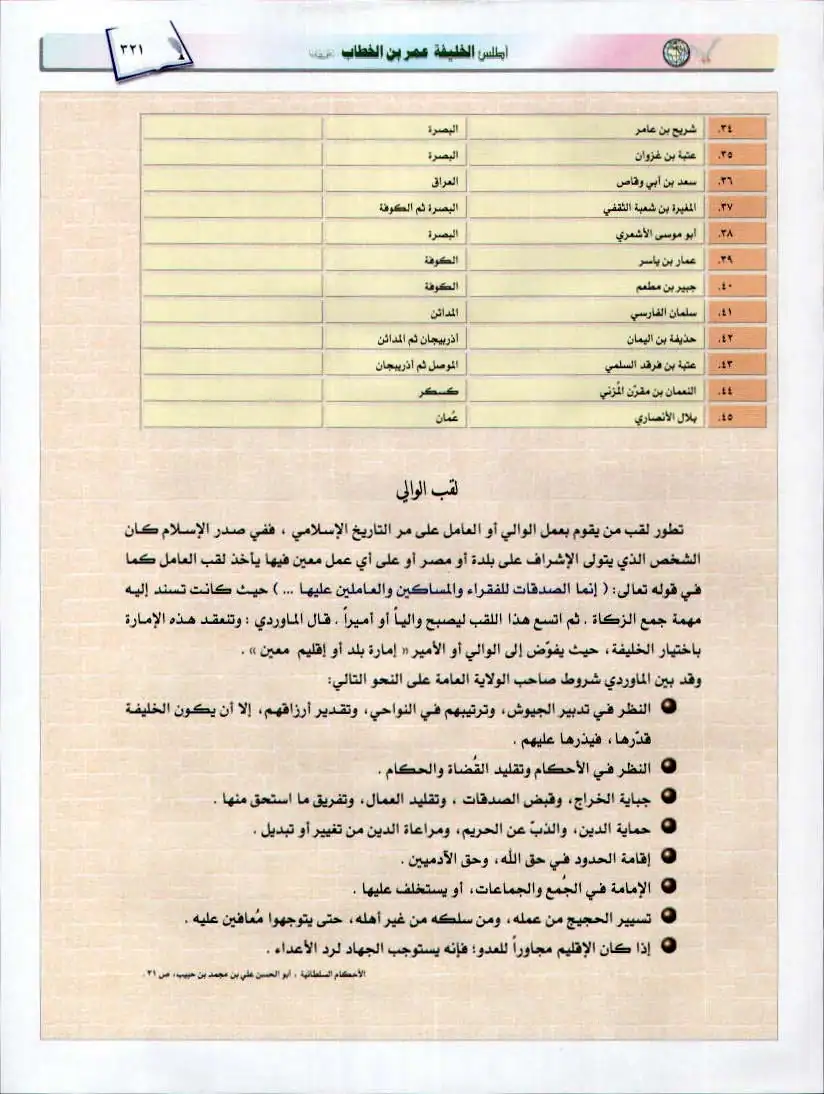 أطلس الخليفة عمر بن الخطاب
٣٢١
٣٤. شريح بن عامر البصرة
٣٥. عتبة بن غزوان البصرة
٣٦. سعد بن أبي وقاص العراق
٣٧. المغيرة بن شعبة الثقفي البصرة ثم الكوفة
٣٨. أبو موسى الأشعري البصرة
٣٩. عمار بن ياسر الكوفة
٤٠. جبير بن مطعم الكوفة
٤١. سلمان الفارسي المدائن
٤٢. حذيفة بن اليمان أذربيجان ثم المدائن
٤٣. عتبة بن فرقد السلمي الموصل ثم أذربيجان
٤٤. النعمان بن مقرّن المُزني كسكر
٤٥. بلال الأنصاري عُمان
لقب الوالي
تطور لقب من يقوم بعمل الوالي أو العامل على مر التاريخ الإسلامي ، ففي صدر الإسلام كان
الشخص الذي يتولى الإشراف على بلدة أو مصر أو على أي عمل معين فيها يأخذ لقب العامل كما
في قوله تعالى: ( إنما الصدقات للفقراء والمساكين والعاملين عليها ... ) حيث كانت تسند إليه
مهمة جمع الزكاة . ثم اتسع هذا اللقب ليصبح والياً أو أميراً . قال الماوردي : وتنعقد هذه الإمارة
باختيار الخليفة، حيث يفوّض إلى الوالي أو الأمير « إمارة بلد أو إقليم معين» .
وقد بين الماوردي شروط صاحب الولاية العامة على النحو التالي:
النظر في تدبير الجيوش، وترتيبهم في النواحي، وتقدير أرزاقهم، إلا أن يكون الخليفة
قدّرها، فيذرها عليهم .
النظر في الأحكام وتقليد القُضاة والحكام .
جباية الخراج، وقبض الصدقات ، وتقليد العمال، وتفريق ما استحق منها .
حماية الدين، والذبّ عن الحريم، ومراعاة الدين من تغيير أو تبديل .
إقامة الحدود في حق الله، وحق الآدميين .
الإمامة في الجُمع والجماعات، أو يستخلف عليها .
تسيير الحجيج من عمله، ومن سلكه من غير أهله، حتى يتوجهوا مُعافين عليه .
إذا كان الإقليم مجاوراً للعدو؛ فإنه يستوجب الجهاد لرد الأعداء .
الأحكام السلطانية ، أبو الحسن علي بن محمد بن حبيب، ص ٣١ .